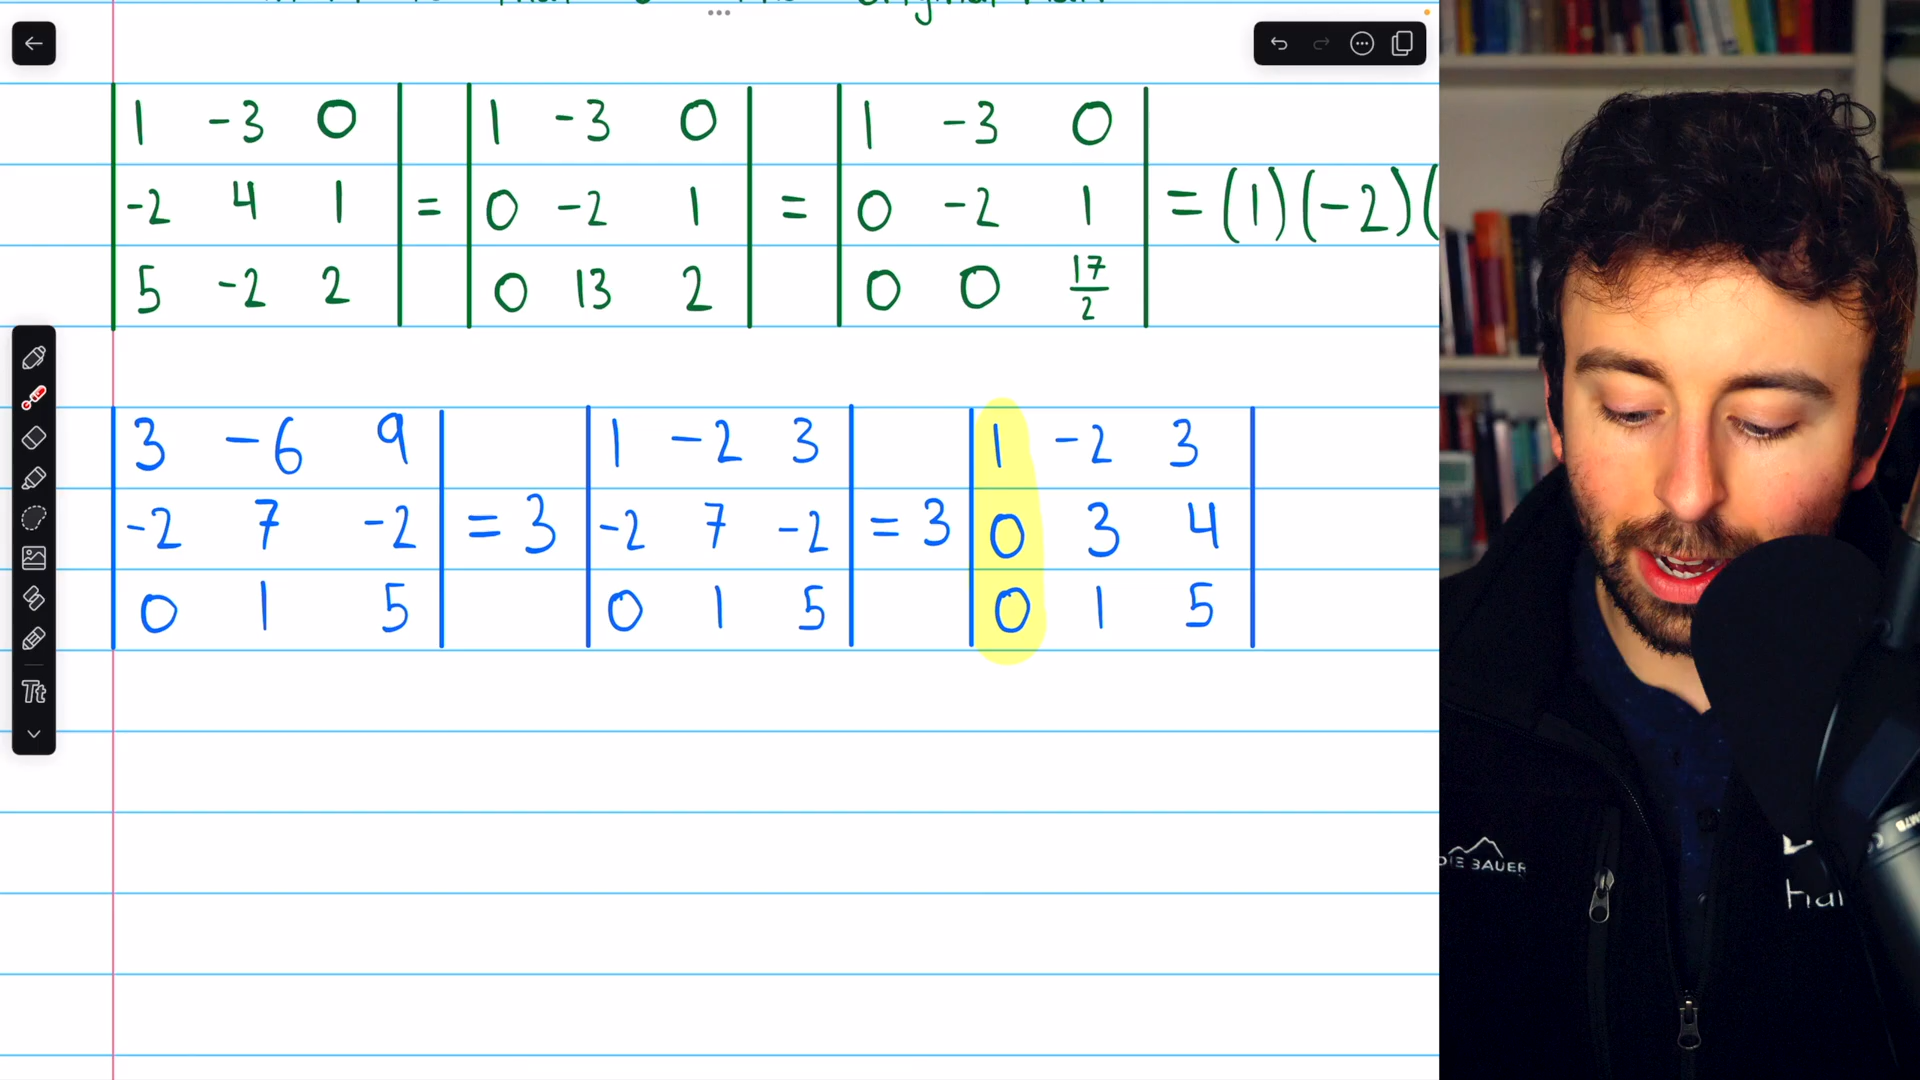 original
|1 -3 0| |1 -3 0| |1 -3 0|
|-2 4 1| = |0 -2 1| = |0 -2 1| = (1)(-2)(
|5 -2 2| |0 13 2| |0 0 17/2|
|3 -6 9| |1 -2 3| |1 -2 3|
|-2 7 -2| = 3 |-2 7 -2| = 3 |0 3 4|
|0 1 5| |0 1 5| |0 1 5|
Tt
DIE BAUER